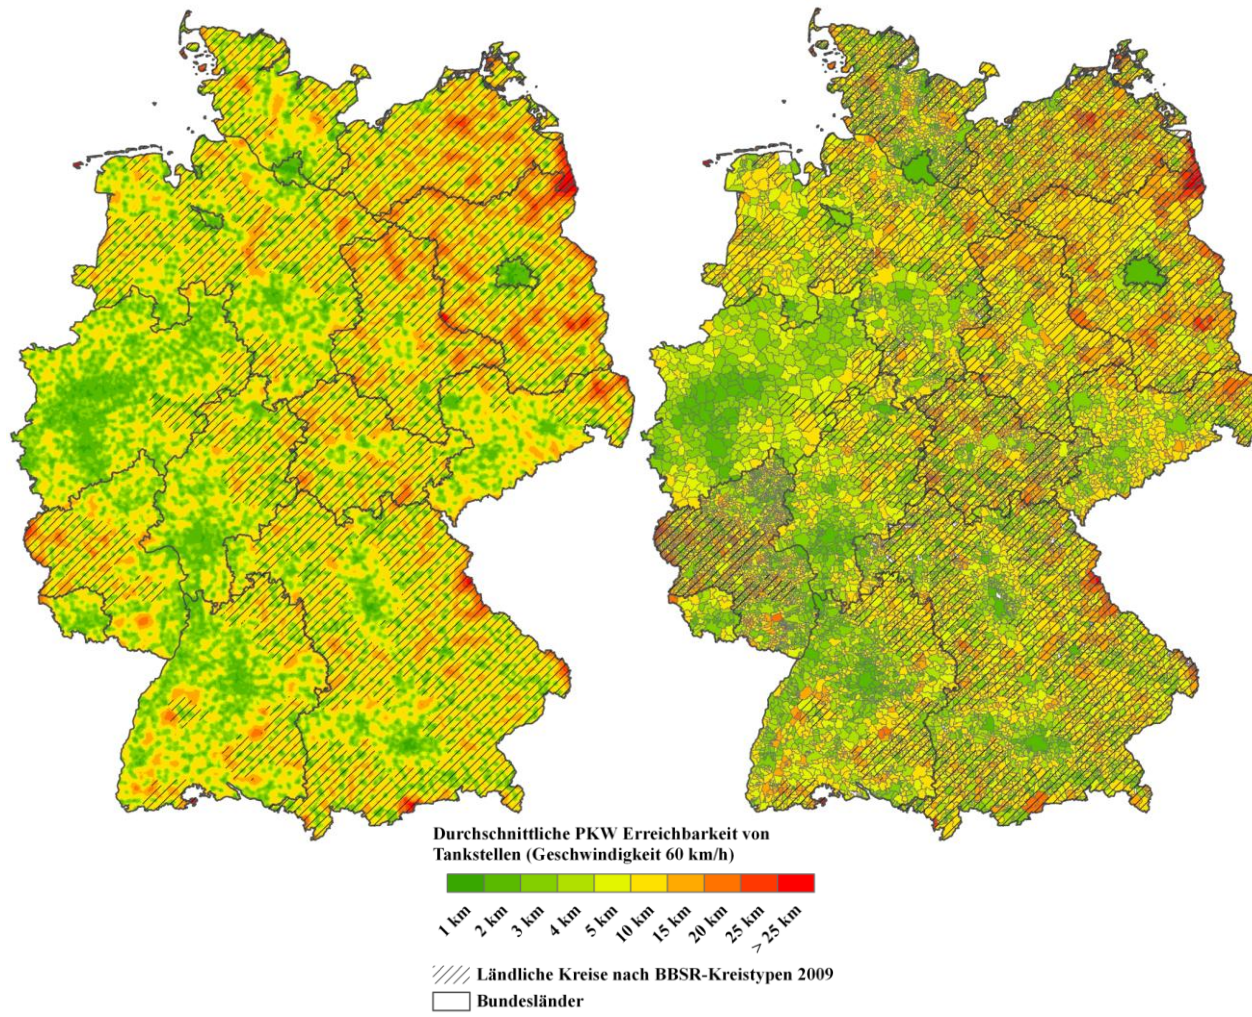 Durchschnittliche PKW Erreichbarkeit von
Tankstellen (Geschwindigkeit 60 km/h)
1 km
2 km
3 km
4 km
5 km
10 km
15 km
20 km
25 km
> 25 km
Ländliche Kreise nach BBSR-Kreistypen 2009
Bundesländer